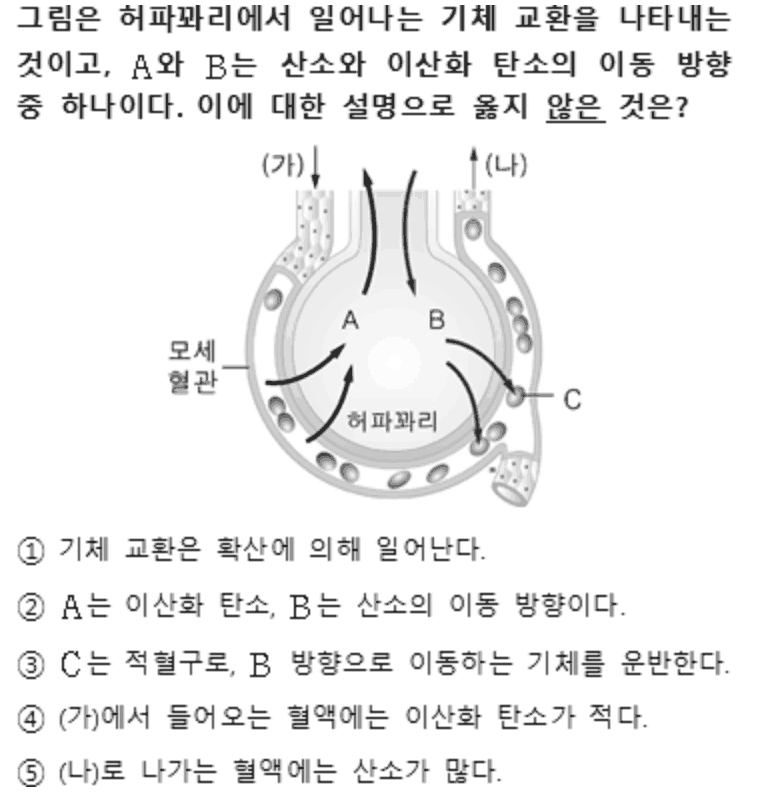 그림은 허파꽈리에서 일어나는 기체 교환을 나타내는
것이고, A와 B는 산소와 이산화 탄소의 이동 방향
중 하나이다. 이에 대한 설명으로 옳지 않은 것은?
(가)
(나)
A
B
모세
혈관
C
허파꽈리
① 기체 교환은 확산에 의해 일어난다.
② A는 이산화 탄소, B는 산소의 이동 방향이다.
③ C는 적혈구로, B 방향으로 이동하는 기체를 운반한다.
④ (가)에서 들어오는 혈액에는 이산화 탄소가 적다.
⑤ (나)로 나가는 혈액에는 산소가 많다.